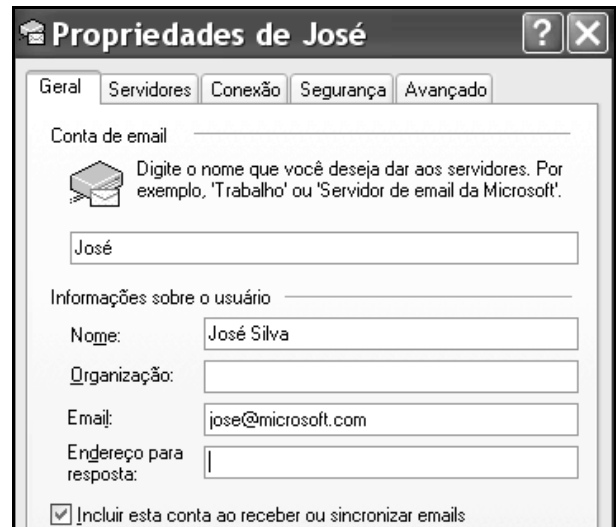 Propriedades de José
Geral Servidores Conexão Segurança Avançado
Conta de email
Digite o nome que você deseja dar aos servidores. Por
exemplo, 'Trabalho' ou 'Servidor de email da Microsoft'.
José
Informações sobre o usuário
Nome: José Silva
Organização:
Email: jose@microsoft.com
Endereço para
resposta:
Incluir esta conta ao receber ou sincronizar emails